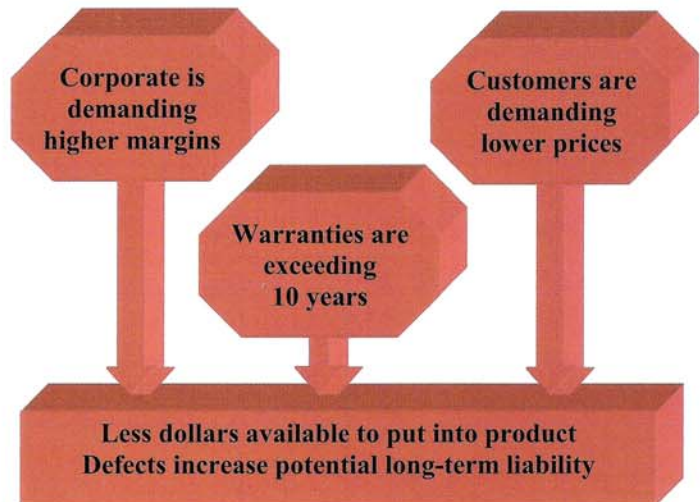 Corporate is
demanding
higher margins
Customers are
demanding
lower prices
Warranties are
exceeding
10 years
Less dollars available to put into product
Defects increase potential long-term liability